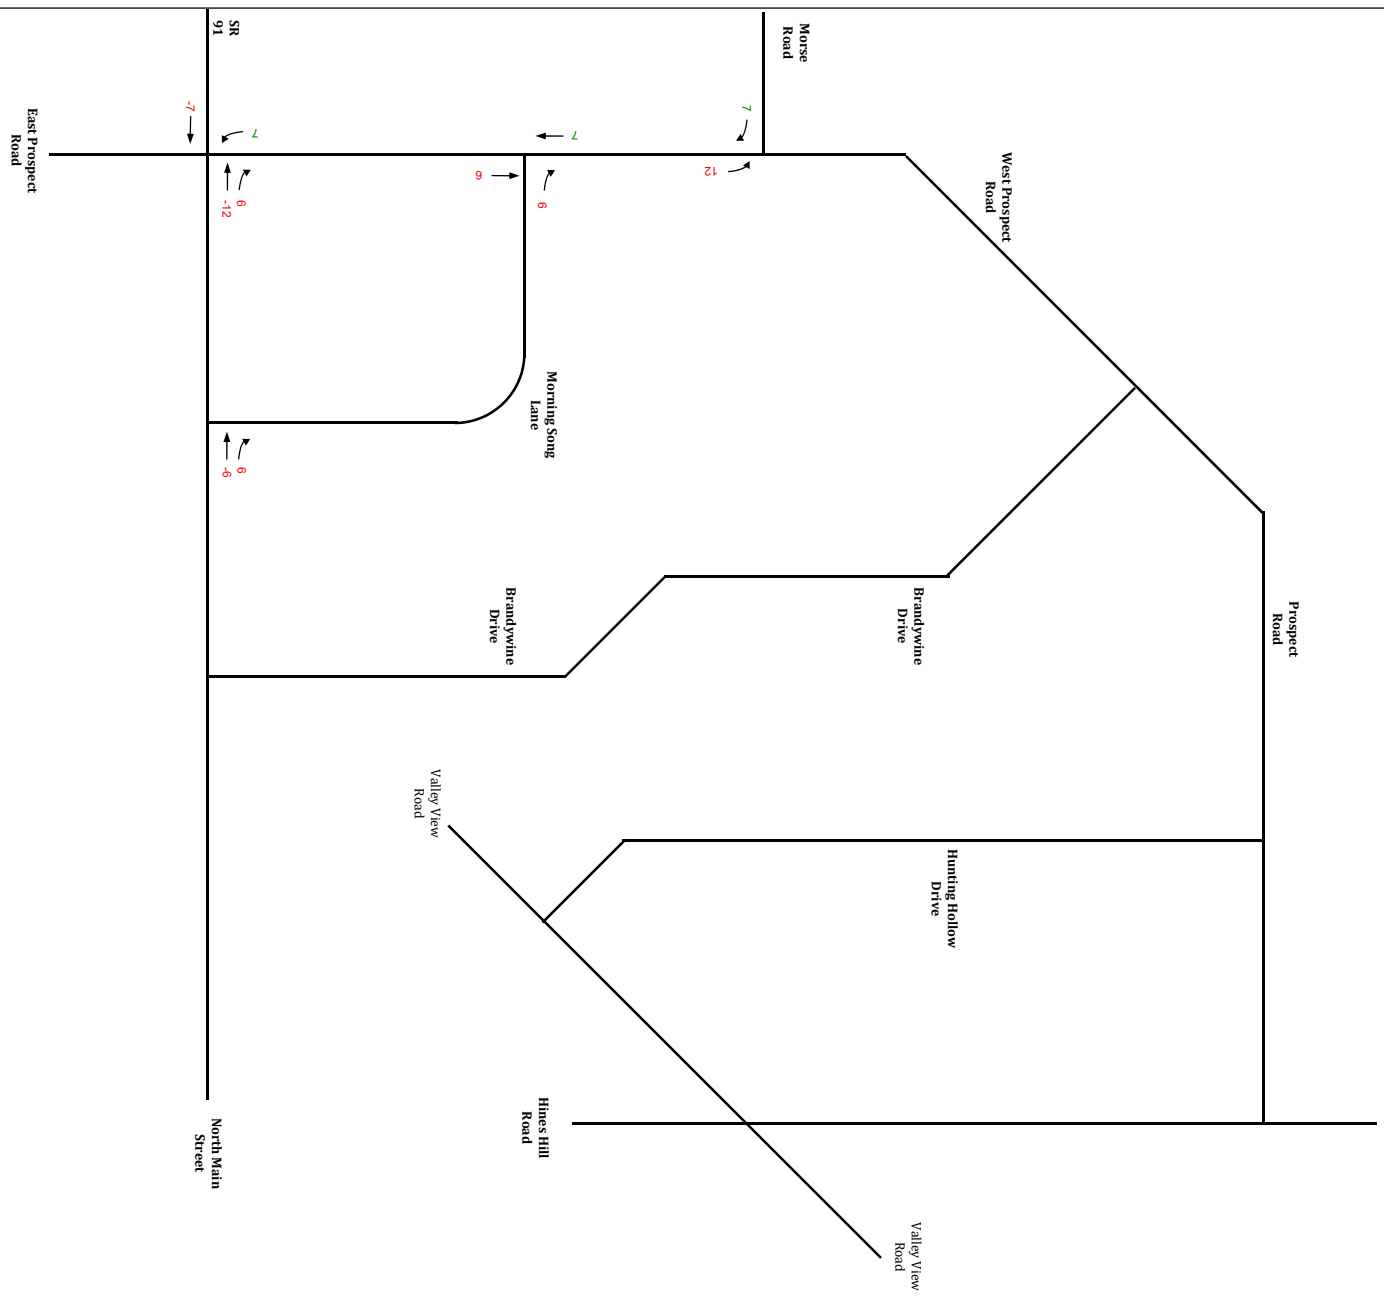 SR
91
Morse
Road
-7
7
7
7
East Prospect
Road
-12
6
6
6
12
West Prospect
Road
Morning Song
Lane
-6
6
Brandywine
Drive
Brandywine
Drive
Prospect
Road
Valley View
Road
Hunting Hollow
Drive
North Main
Street
Hines Hill
Road
Valley View
Road